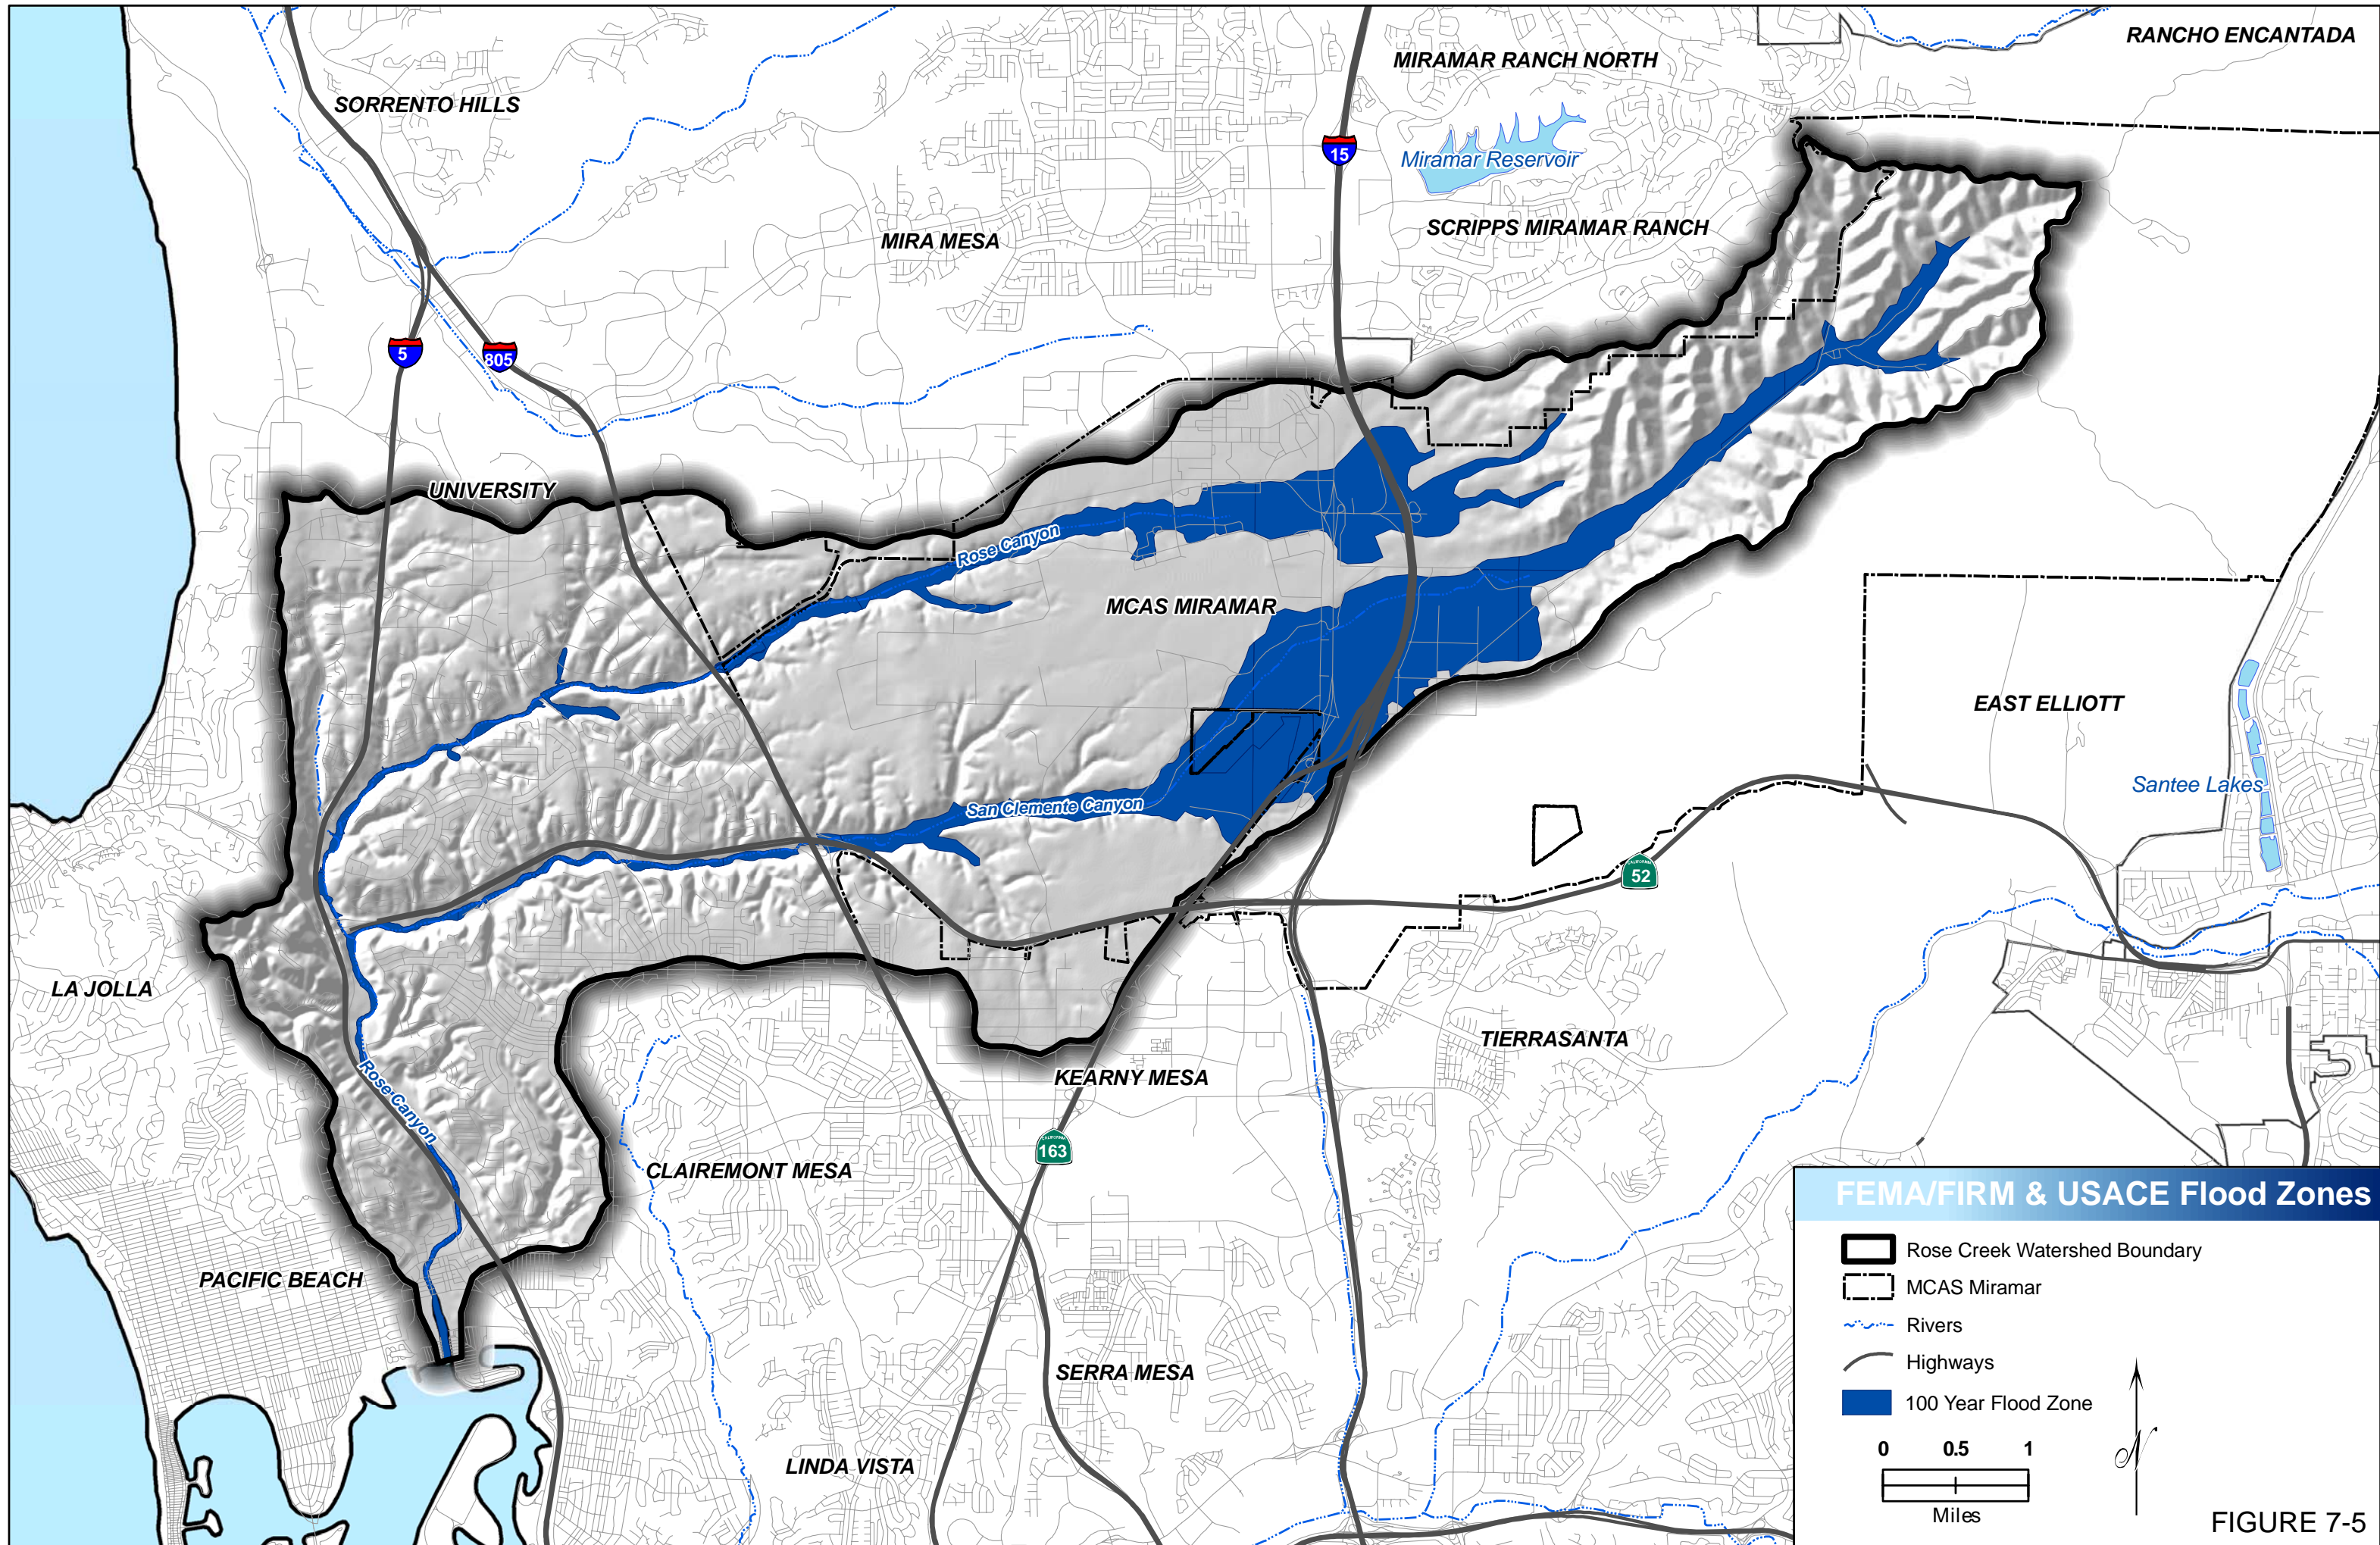 RANCHO ENCANTADA
MIRAMAR RANCH NORTH
SORRENTO HILLS
15
Miramar Reservoir
SCRIPPS MIRAMAR RANCH
MIRA MESA
5
805
UNIVERSITY
Rose Canyon
MCAS MIRAMAR
EAST ELLIOTT
Santee Lakes
San Clemente Canyon
CALIFORNIA
52
LA JOLLA
TIERRASANTA
KEARNY MESA
Rose Canyon
CALIFORNIA
163
CLAIREMONT MESA
PACIFIC BEACH
SERRA MESA
LINDA VISTA
FEMA/FIRM & USACE Flood Zones
Rose Creek Watershed Boundary
MCAS Miramar
Rivers
Highways
100 Year Flood Zone
0 0.5 1
Miles
N
FIGURE 7-5